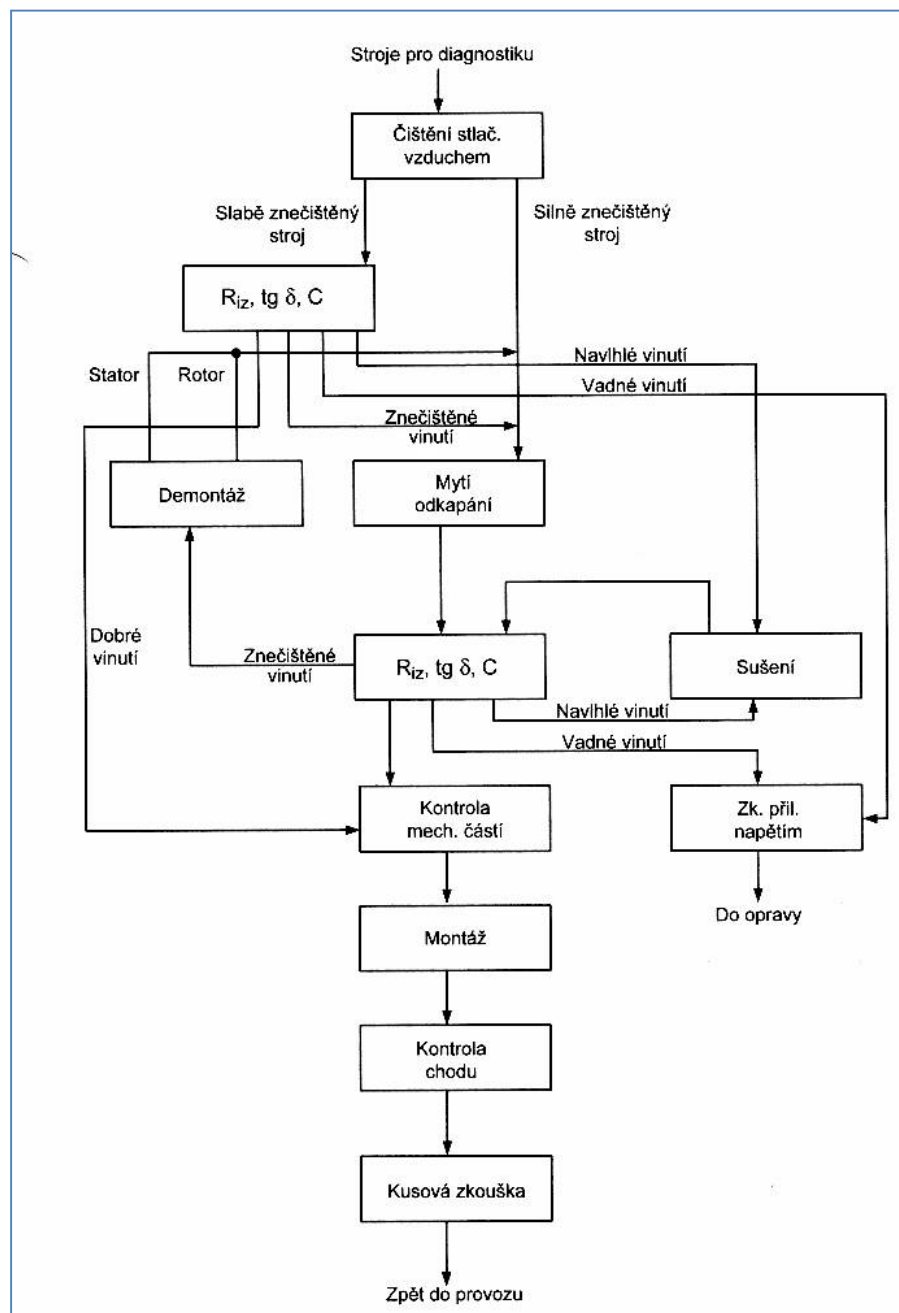 Stroje pro diagnostiku
Čištění stlač.
vzduchem
Slabě znečištěný
stroj
Silně znečištěný
stroj
Riz, tg δ, C
Stator
Rotor
Navlhlé vinutí
Vadné vinutí
Znečištěné
vinutí
Demontáž
Mytí
odkapání
Dobré
vinutí
Znečištěné
vinutí
Riz, tg δ, C
Sušení
Navlhlé vinutí
Vadné vinutí
Kontrola
mech. částí
Zk. přil.
napětím
Do opravy
Montáž
Kontrola
chodu
Kusová zkouška
Zpět do provozu